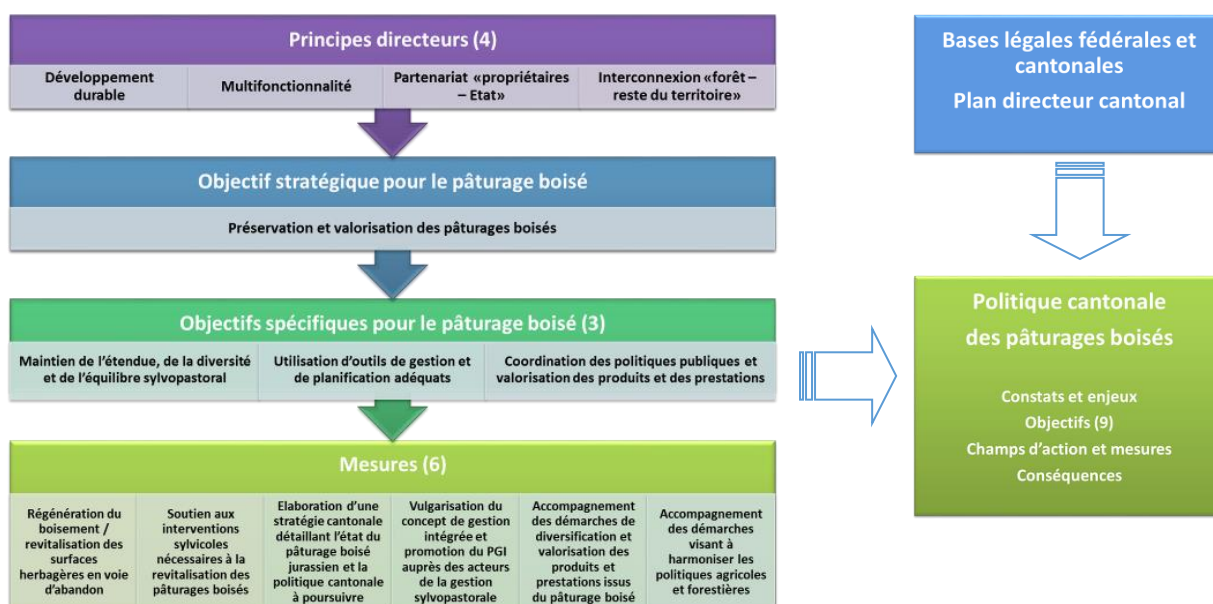 Principes directeurs (4)
Développement
durable
Multifonctionnalité
Partenariat «propriétaires
– Etat»
Interconnexion «forêt –
reste du territoire»
Objectif stratégique pour le pâturage boisé
Préservation et valorisation des pâturages boisés
Objectifs spécifiques pour le pâturage boisé (3)
Maintien de l'étendue, de la diversité
et de l'équilibre sylvopastoral
Utilisation d'outils de gestion et
de planification adéquats
Coordination des politiques publiques et
valorisation des produits et des prestations
Mesures (6)
Régénération du
boisement /
revitalisation des
surfaces
herbagères en voie
d'abandon
Soutien aux
interventions
sylvicoles
nécessaires à la
revitalisation des
pâturages boisés
Elaboration d'une
stratégie cantonale
détaillant l'état du
pâturage boisé
jurassien et la
politique cantonale
à poursuivre
Vulgarisation du
concept de gestion
intégrée et
promotion du PGI
auprès des acteurs
de la gestion
sylvopastorale
Accompagnement
des démarches de
diversification et
valorisation des
produits et
prestations issus
du pâturage boisé
Accompagnement
des démarches
visant à
harmoniser les
politiques agricoles
et forestières
Bases légales fédérales et
cantonales
Plan directeur cantonal
Politique cantonale
des pâturages boisés
Constats et enjeux
Objectifs (9)
Champs d'action et mesures
Conséquences